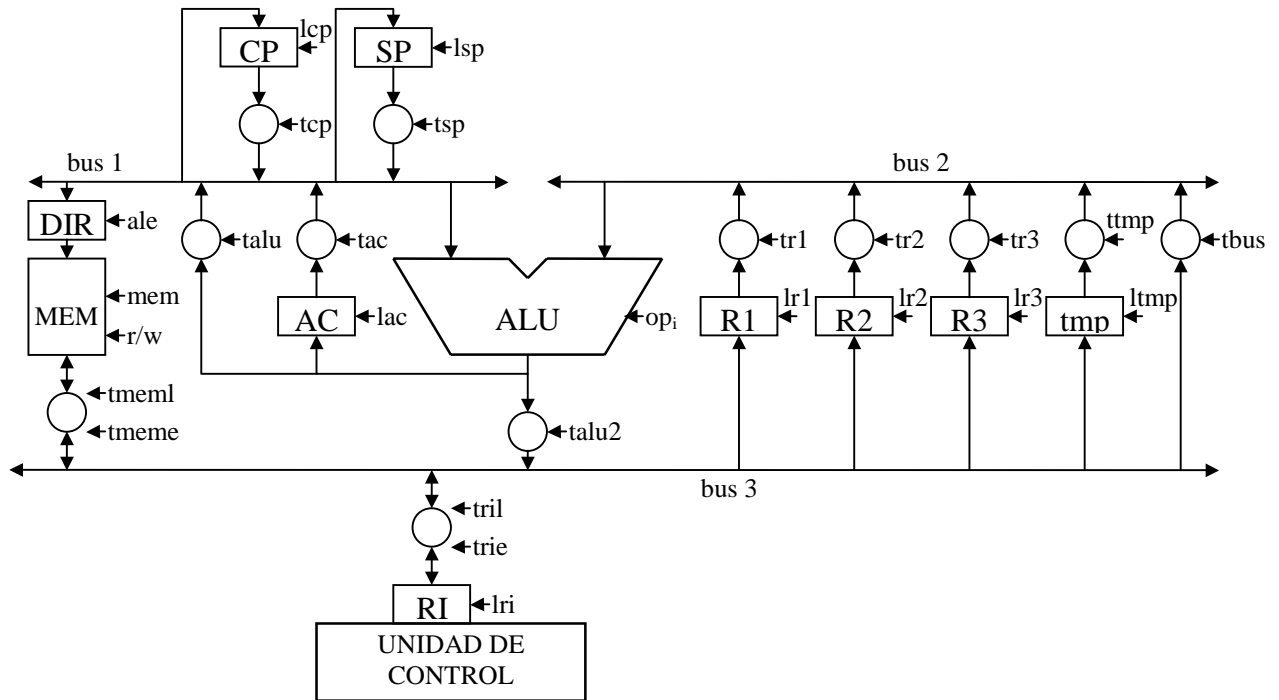 lcp
CP
lsp
SP
tcp
tsp
bus 1
bus 2
DIR
ale
talu
tac
tr1
tr2
tr3
ttmp
tbus
MEM
mem
r/w
AC
lac
ALU
opi
R1
lr1
R2
lr2
R3
lr3
tmp
ltmp
tmeml
tmeme
talu2
bus 3
tril
trie
RI
lri
UNIDAD DE
CONTROL